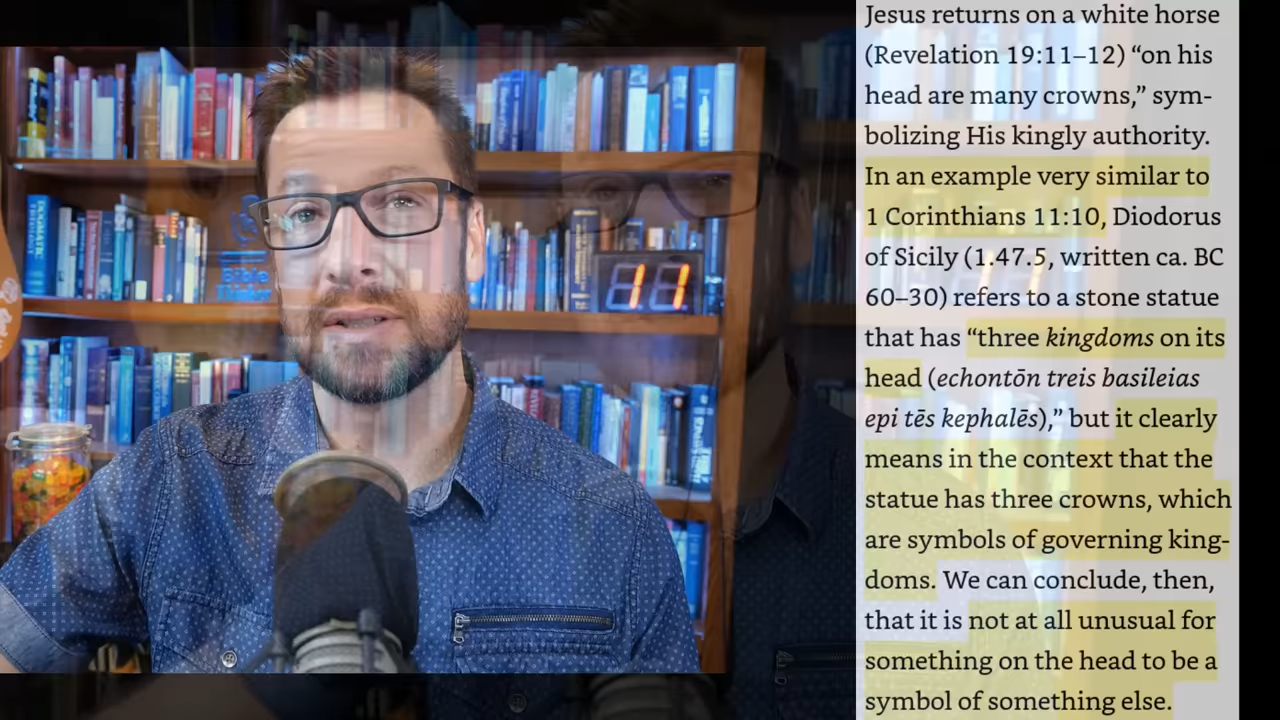 Jesus returns on a white horse
(Revelation 19:11–12) “on his
head are many crowns,” sym-
bolizing His kingly authority.
In an example very similar to
1 Corinthians 11:10, Diodorus
of Sicily (1.47.5, written ca. BC
60–30) refers to a stone statue
that has “three kingdoms on its
head (echontōn treis basileias
epi tēs kephalēs),” but it clearly
means in the context that the
statue has three crowns, which
are symbols of governing king-
doms. We can conclude, then,
that it is not at all unusual for
something on the head to be a
symbol of something else.
Bible
11